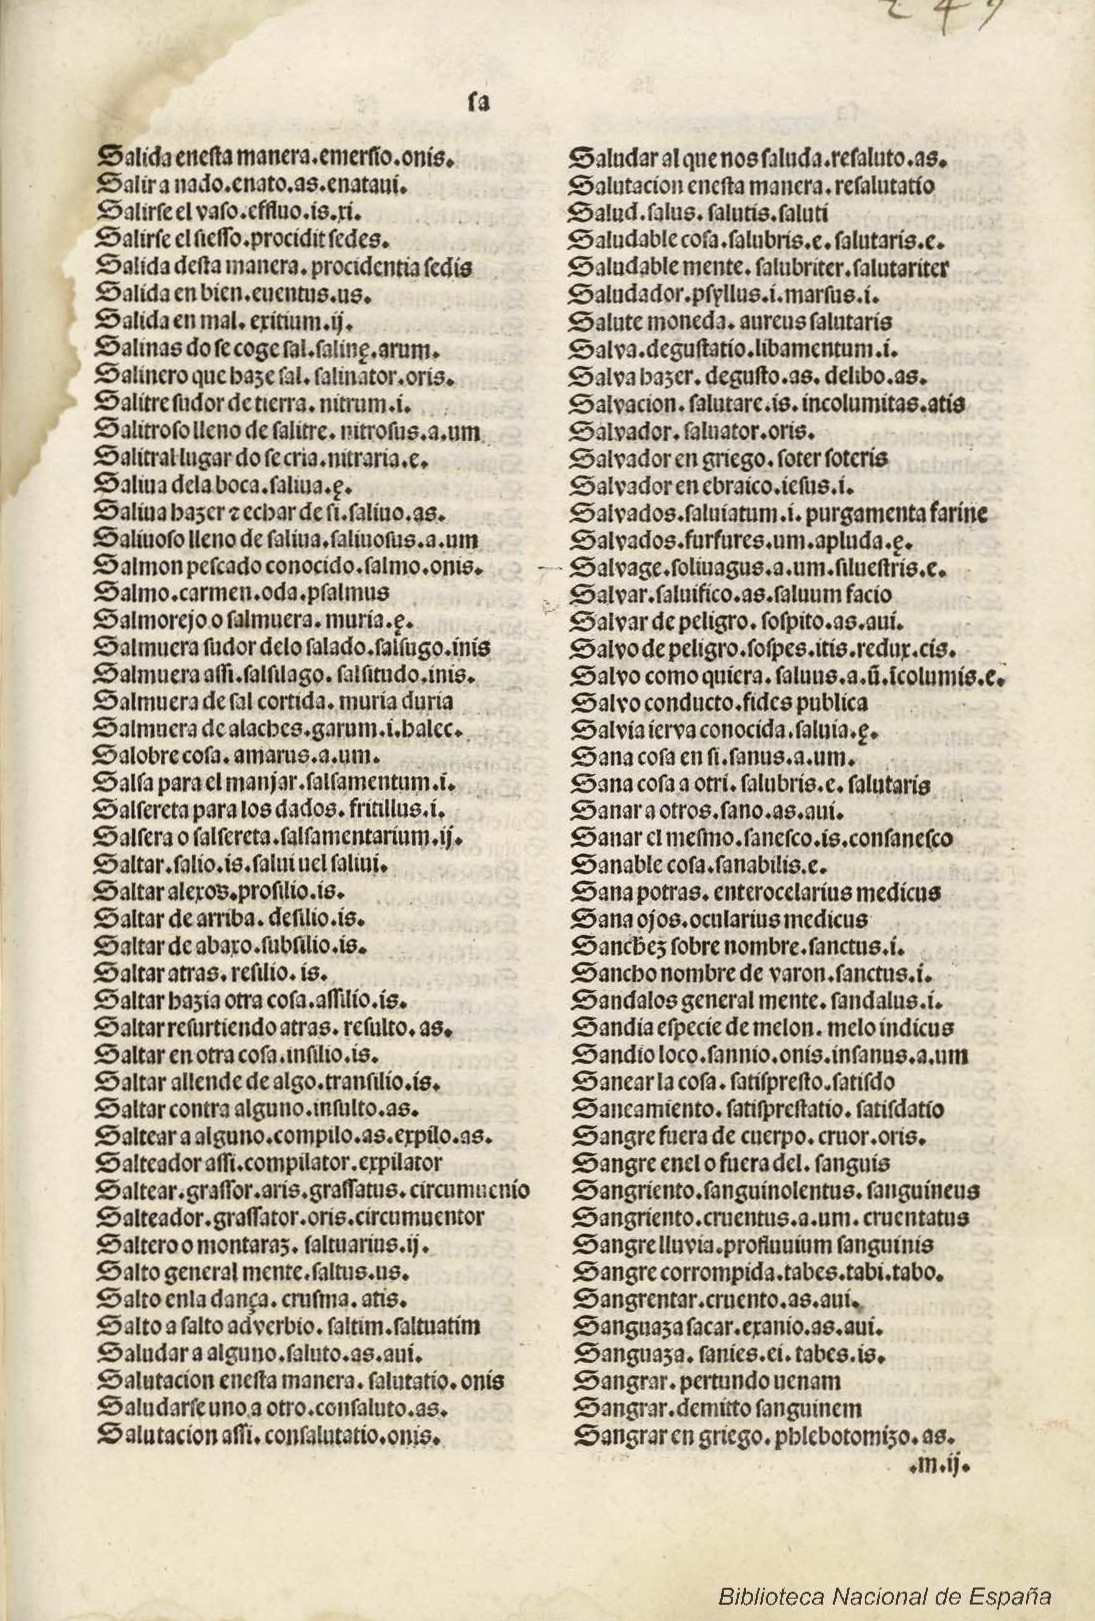 249
ſa
Salida eneſta manera.emerſio.onis.
Salir a nado.enato.as.enataui.
Salirſe el vaſo.effluo.is.xi.
Salirſe el ſieſſo.procidit ſedes.
Salida deſta manera.procidentia ſedis
Salida en bien.euentus.us.
Salida en mal.exitium.ij.
Salinas do ſe coge ſal.ſalinę.arum.
Salinero que haze ſal.ſalinator.oris.
Salitre ſudor de tierra.nitrum.i.
Salitroſo lleno de ſalitre.nitroſus.a.um
Salitral lugar do ſe cria.nitraria.e.
Saliua dela boca.ſaliua.ę.
Saliua hazer ⁊ echar de ſi.ſaliuo.as.
Saliuoſo lleno de ſaliua.ſaliuoſus.a.um
Salmon peſcado conocido.ſalmo.onis.
Salmo.carmen.oda.pſalmus
Salmorejo o ſalmuera.muria.ę.
Salmuera ſudor delo ſalado.ſalſugo.inis
Salmuera aſſi.ſalſilago.ſalſitudo.inis.
Salmuera de ſal cortida.muria duria
Salmuera de alaches.garum.i.halec.
Salobre coſa.amarus.a.um.
Salſa para el manjar.ſalſamentum.i.
Salſereta para los dados.fritillus.i.
Salſera o ſalſereta.ſalſamentarium.ij.
Saltar.ſalio.is.ſalui uel ſaliui.
Saltar alexos.proſilio.is.
Saltar de arriba.deſilio.is.
Saltar de abaxo.ſubſilio.is.
Saltar atras.reſilio.is.
Saltar hazia otra coſa.aſſilio.is.
Saltar reſurtiendo atras.reſulto.as.
Saltar en otra coſa.inſilio.is.
Saltar allende de algo.tranſilio.is.
Saltar contra alguno.inſulto.as.
Saltear a alguno.compilo.as.expilo.as.
Salteador aſſi.compilator.expilator
Saltear.graſſor.aris.graſſatus.circumuenio
Salteador.graſſator.oris.circumuentor
Saltero o montaraz.ſaltuarius.ij.
Salto general mente.ſaltus.us.
Salto enla dança.cruſma.atis.
Salto a ſalto adverbio.ſaltim.ſaltuatim
Saludar a alguno.ſaluto.as.aui.
Salutacion eneſta manera.ſalutatio.onis
Saludarſe uno a otro.conſaluto.as.
Salutacion aſſi.conſalutatio.onis.
Saludar al que nos ſaluda.reſaluto.as.
Salutacion eneſta manera.reſalutatio
Salud.ſalus.ſalutis.ſaluti
Saludable coſa.ſalubris.e.ſalutaris.e.
Saludable mente.ſalubriter.ſalutariter
Saludador.pſyllus.i.marſus.i.
Salute moneda.aureus ſalutaris
Salva.deguſtatio.libamentum.i.
Salva hazer.deguſto.as.delibo.as.
Salvacion.ſalutare.is.incolumitas.atis
Salvador.ſaluator.oris.
Salvador en griego.ſoter ſoteris
Salvador en ebraico.ieſus.i.
Salvados.ſaluiatum.i.purgamenta farine
Salvados.furfures.um.apluda.ę.
Salvage.ſoliuagus.a.um.ſilueſtris.e.
Salvar.ſaluifico.as.ſaluum facio
Salvar de peligro.ſoſpito.as.aui.
Salvo de peligro.ſoſpes.itis.redux.cis.
Salvo como quiera.ſaluus.a.ū.īcolumis.e.
Salvo conducto.fides publica
Salvia ierva conocida.ſaluia.ę.
Sana coſa en ſi.ſanus.a.um.
Sana coſa a otri.ſalubris.e.ſalutaris
Sanar a otros.ſano.as.aui.
Sanar el meſmo.ſaneſco.is.conſaneſco
Sanable coſa.ſanabilis.e.
Sana potras.enterocelarius medicus
Sana ojos.ocularius medicus
Sanchez ſobre nombre.ſanctus.i.
Sancho nombre de varon.ſanctus.i.
Sandalos general mente.ſandalus.i.
Sandia eſpecie de melon.melo indicus
Sandio loco.ſannio.onis.inſanus.a.um
Sanear la coſa.ſatiſpreſto.ſatiſdo
Saneamiento.ſatiſpreſtatio.ſatiſdatio
Sangre fuera de cuerpo.cruor.oris.
Sangre enel o fuera del.ſanguis
Sangriento.ſanguinolentus.ſanguineus
Sangriento.cruentus.a.um.cruentatus
Sangre lluvia.profluuium ſanguinis
Sangre corrompida.tabes.tabi.tabo.
Sangrentar.cruento.as.aui.
Sanguaza ſacar.exanio.as.aui.
Sanguaza.ſanies.ei.tabes.is.
Sangrar.pertundo uenam
Sangrar.demitto ſanguinem
Sangrar en griego.phlebotomizo.as.
.m.ij.
Biblioteca Nacional de España